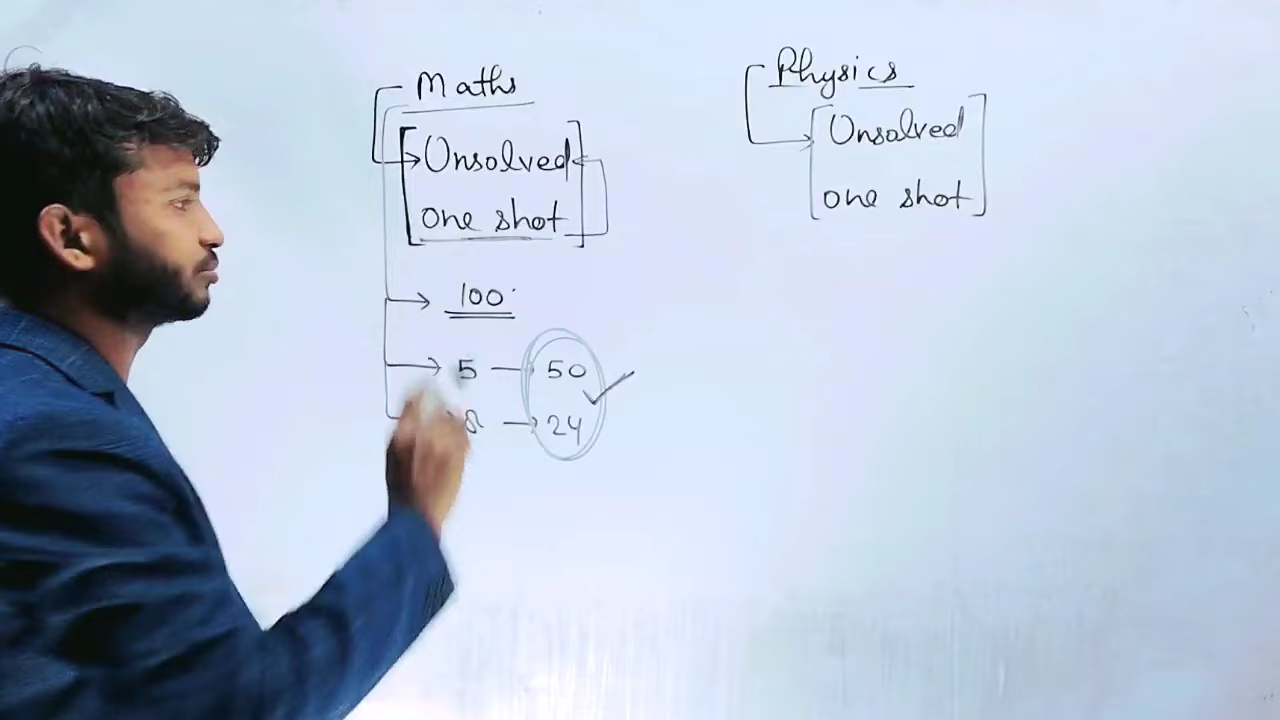 Maths
Unsolved
one shot
100
5 → 50
→ 24
Physics
Unsolved
one shot